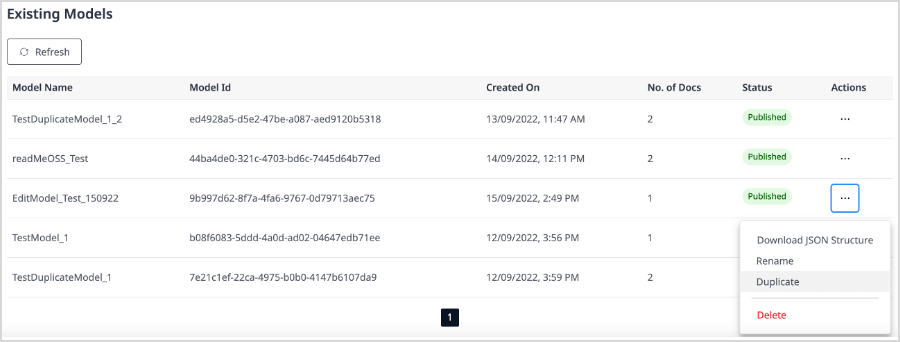 Existing Models
Refresh
Model Name Model Id Created On No. of Docs Status Actions
TestDuplicateModel_1_2 ed4928a5-d5e2-47be-a087-aed9120b5318 13/09/2022, 11:47 AM 2 Published ...
readMeOSS_Test 44ba4de0-321c-4703-bd6c-7445d64b77ed 14/09/2022, 12:11 PM 2 Published ...
EditModel_Test_150922 9b997d62-8f7a-4fa6-9767-0d79713aec75 15/09/2022, 2:49 PM 1 Published ...
TestModel_1 b08f6083-5ddd-4a0d-ad02-04647edb71ee 12/09/2022, 3:56 PM 1
TestDuplicateModel_1 7e21c1ef-22ca-4975-b0b0-4147b6107da9 12/09/2022, 3:59 PM 2
Download JSON Structure
Rename
Duplicate
Delete
1